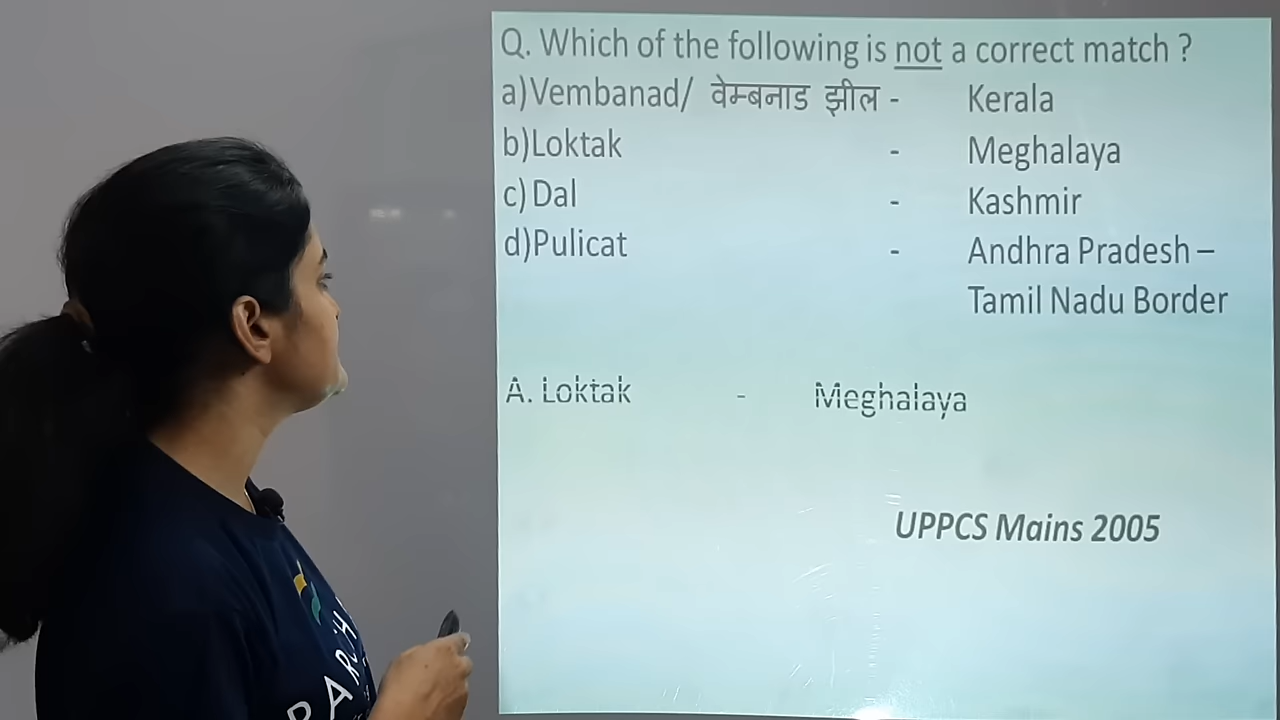 Q. Which of the following is not a correct match ?
a) Vembanad/ वेम्बनाड झील - Kerala
b) Loktak - Meghalaya
c) Dal - Kashmir
d) Pulicat - Andhra Pradesh –
Tamil Nadu Border
A. Loktak - Meghalaya
UPPCS Mains 2005